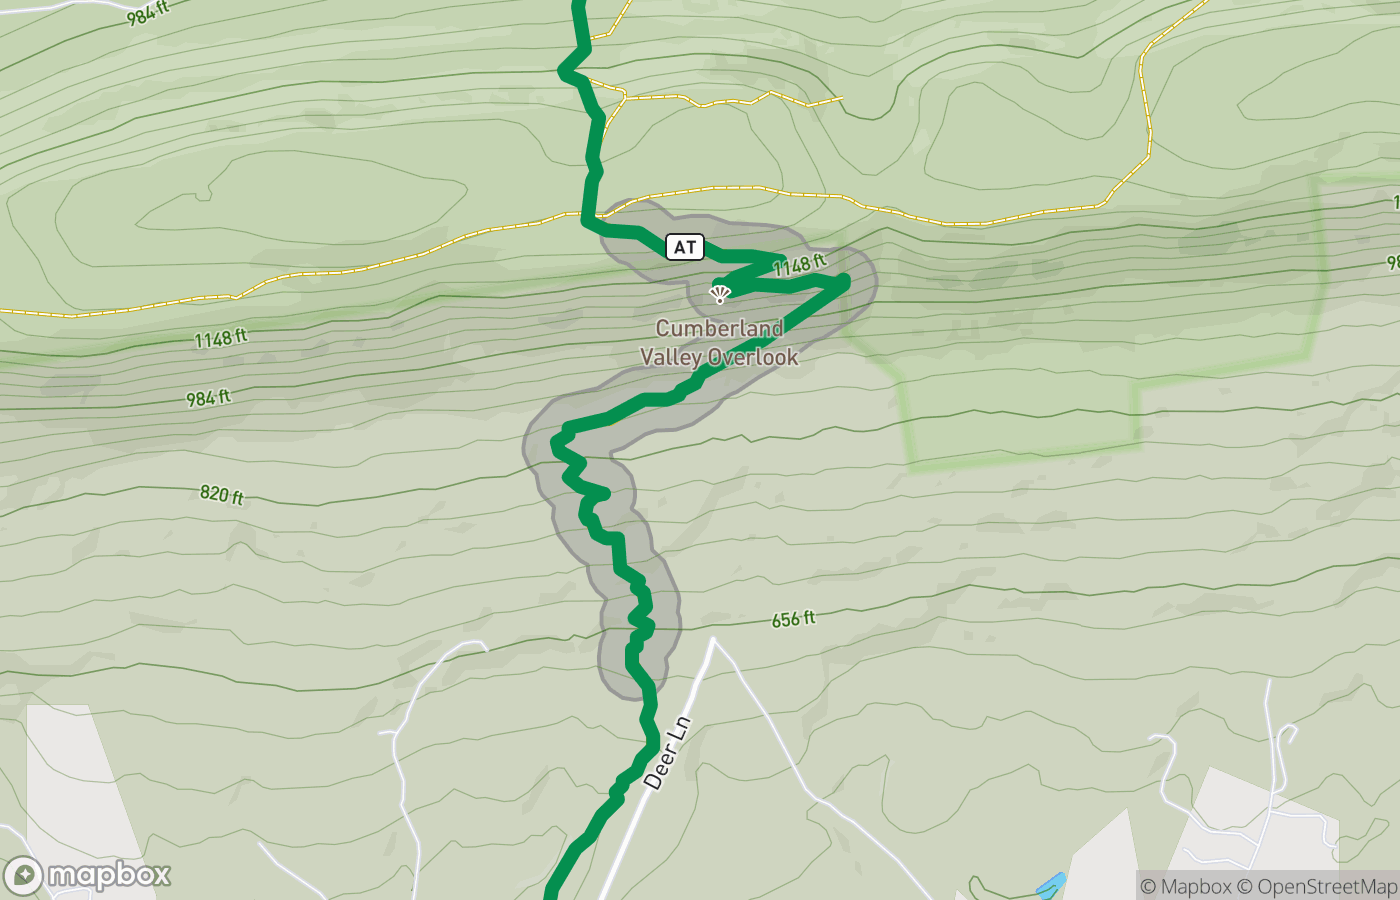 984 ft
AT
1148 ft
1148 ft
Cumberland
Valley Overlook
984 ft
820 ft
656 ft
Deer Ln
mapbox
© Mapbox © OpenStreetMap